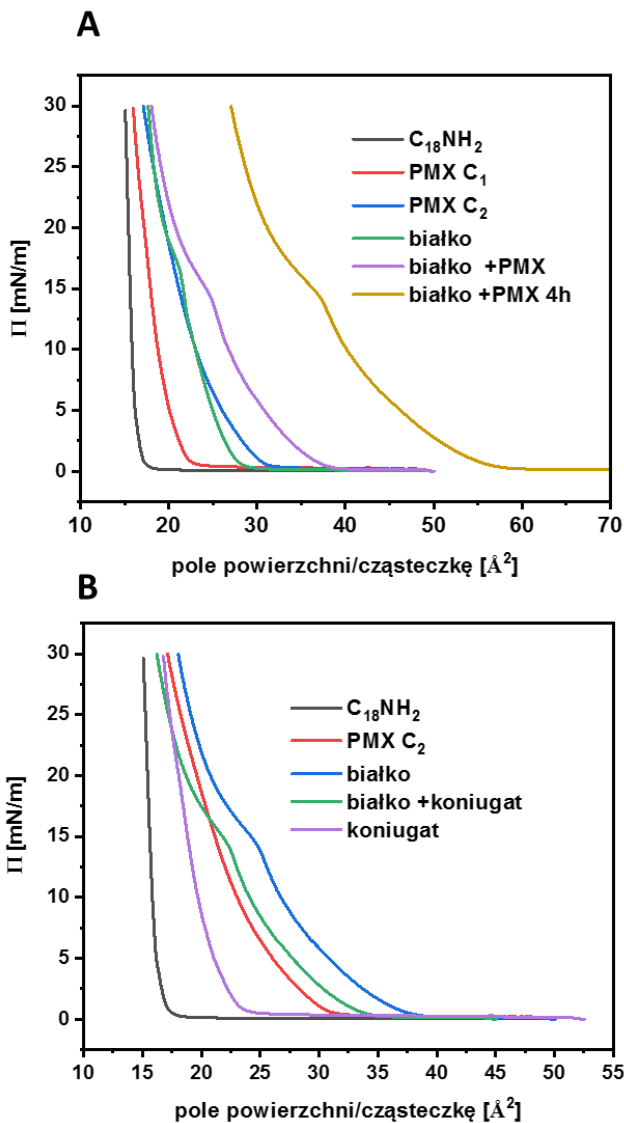 A
30
25
20
15
10
5
0
Π [mN/m]
C₁₈NH₂
PMX C₁
PMX C₂
białko
białko +PMX
białko +PMX 4h
10 20 30 40 50 60 70
pole powierzchni/cząsteczkę [Å²]
B
30
25
20
15
10
5
0
Π [mN/m]
C₁₈NH₂
PMX C₂
białko
białko +koniugat
koniugat
10 15 20 25 30 35 40 45 50 55
pole powierzchni/cząsteczkę [Å²]